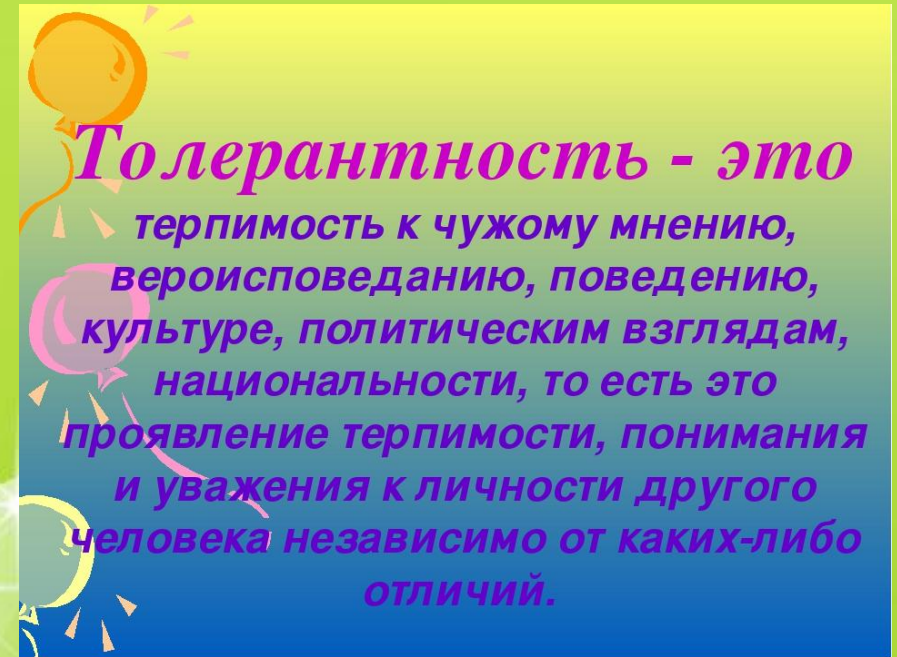 Толерантность - это
терпимость к чужому мнению,
вероисповеданию, поведению,
культуре, политическим взглядам,
национальности, то есть это
проявление терпимости, понимания
и уважения к личности другого
человека независимо от каких-либо
отличий.